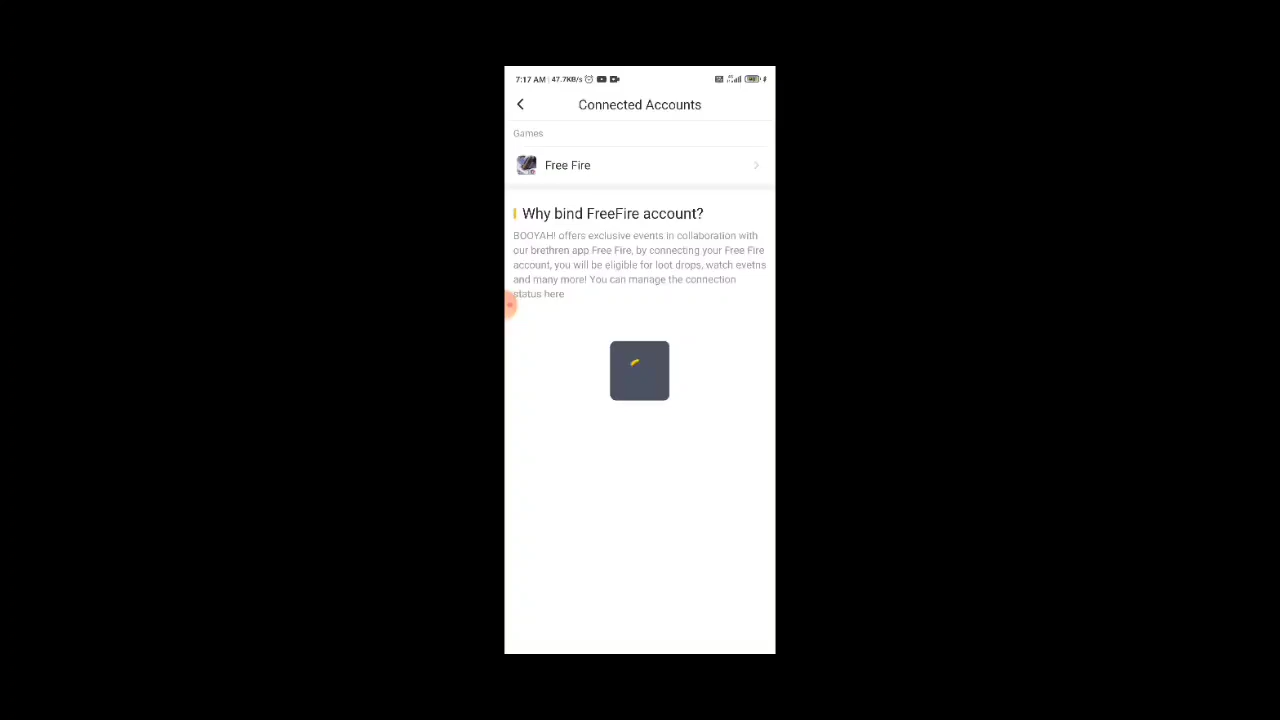 7:17 AM | 47.7KB/s
Connected Accounts
Games
Free Fire
Why bind FreeFire account?
BOOYAH! offers exclusive events in collaboration with
our brethren app Free Fire, by connecting your Free Fire
account, you will be eligible for loot drops, watch evetns
and many more! You can manage the connection
status here